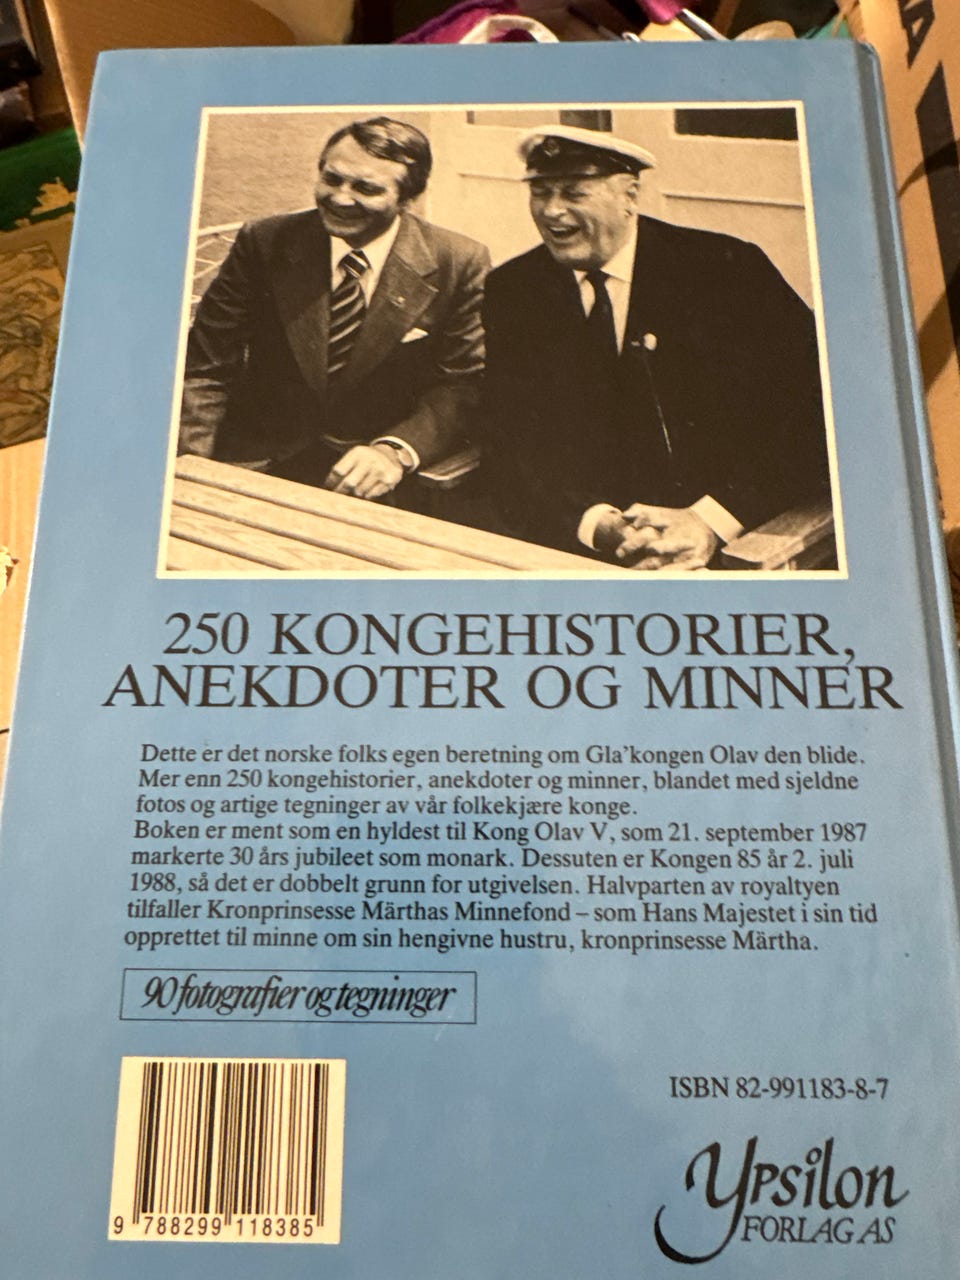 250 KONGEHISTORIER,
ANEKDOTER OG MINNER
Dette er det norske folks egen beretning om Gla'kongen Olav den blide.
Mer enn 250 kongehistorier, anekdoter og minner, blandet med sjeldne
fotos og artige tegninger av vår folkekjære konge.
Boken er ment som en hyldest til Kong Olav V, som 21. september 1987
markerte 30 års jubileet som monark. Dessuten er Kongen 85 år 2. juli
1988, så det er dobbelt grunn for utgivelsen. Halvparten av royaltyen
tilfaller Kronprinsesse Märthas Minnefond – som Hans Majestet i sin tid
opprettet til minne om sin hengivne hustru, kronprinsesse Märtha.
90 fotografier og tegninger
ISBN 82-991183-8-7
9 788299 118385
Ypsilon
FORLAG AS